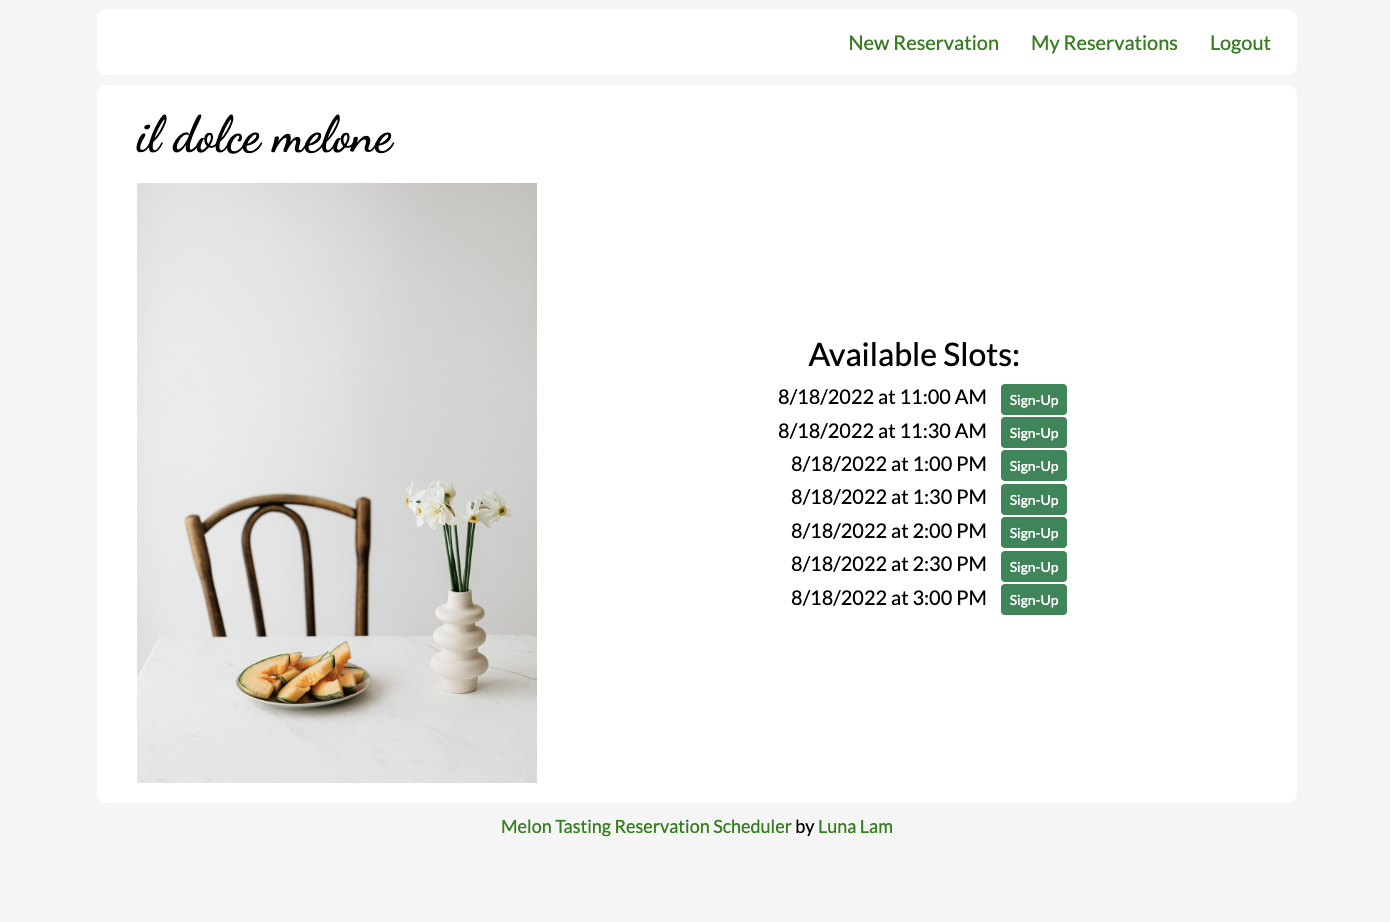 New Reservation My Reservations Logout
il dolce melone
Available Slots:
8/18/2022 at 11:00 AM Sign-Up
8/18/2022 at 11:30 AM Sign-Up
8/18/2022 at 1:00 PM Sign-Up
8/18/2022 at 1:30 PM Sign-Up
8/18/2022 at 2:00 PM Sign-Up
8/18/2022 at 2:30 PM Sign-Up
8/18/2022 at 3:00 PM Sign-Up
Melon Tasting Reservation Scheduler by Luna Lam